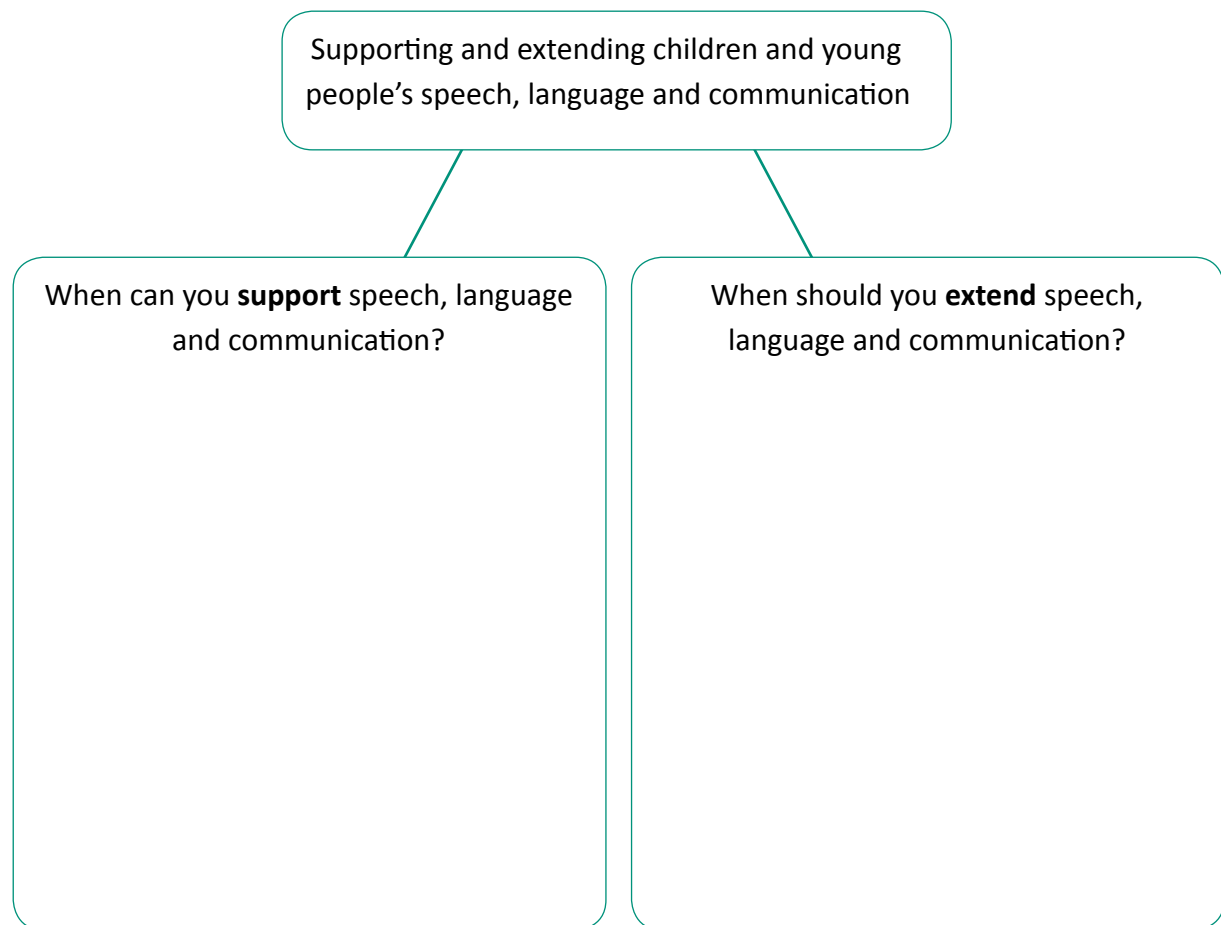 Supporting and extending children and young
people’s speech, language and communication
When can you support speech, language
and communication?
When should you extend speech,
language and communication?